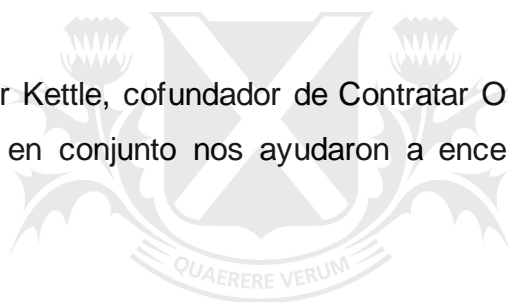 r Kettle, cofundador de Contratar O
en conjunto nos ayudaron a ence
QUAERERE VERUM